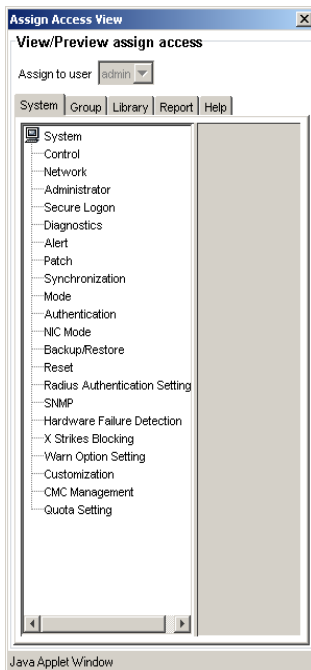 Assign Access View
View/Preview assign access
Assign to user admin
System Group Library Report Help
System
Control
Network
Administrator
Secure Logon
Diagnostics
Alert
Patch
Synchronization
Mode
Authentication
NIC Mode
Backup/Restore
Reset
Radius Authentication Setting
SNMP
Hardware Failure Detection
X Strikes Blocking
Warn Option Setting
Customization
CMC Management
Quota Setting
Java Applet Window